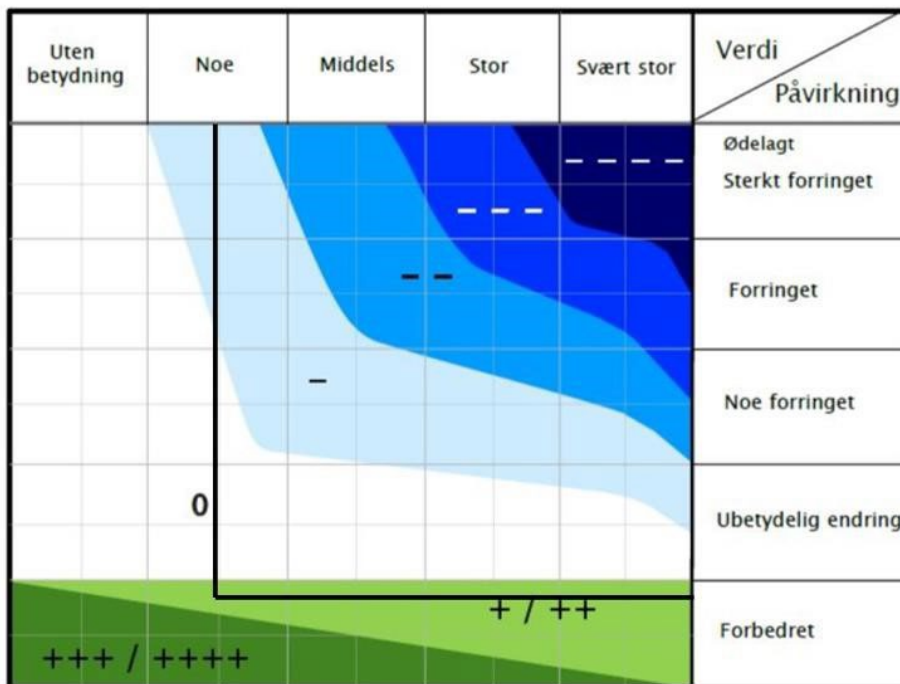 Uten
betydning
Noe
Middels
Stor
Svært stor
Verdi
Påvirkning
Ødelagt
Sterkt forringet
– – – –
– – –
Forringet
– –
Noe forringet
–
0
Ubetydelig endring
+ / ++
Forbedret
+++ / ++++